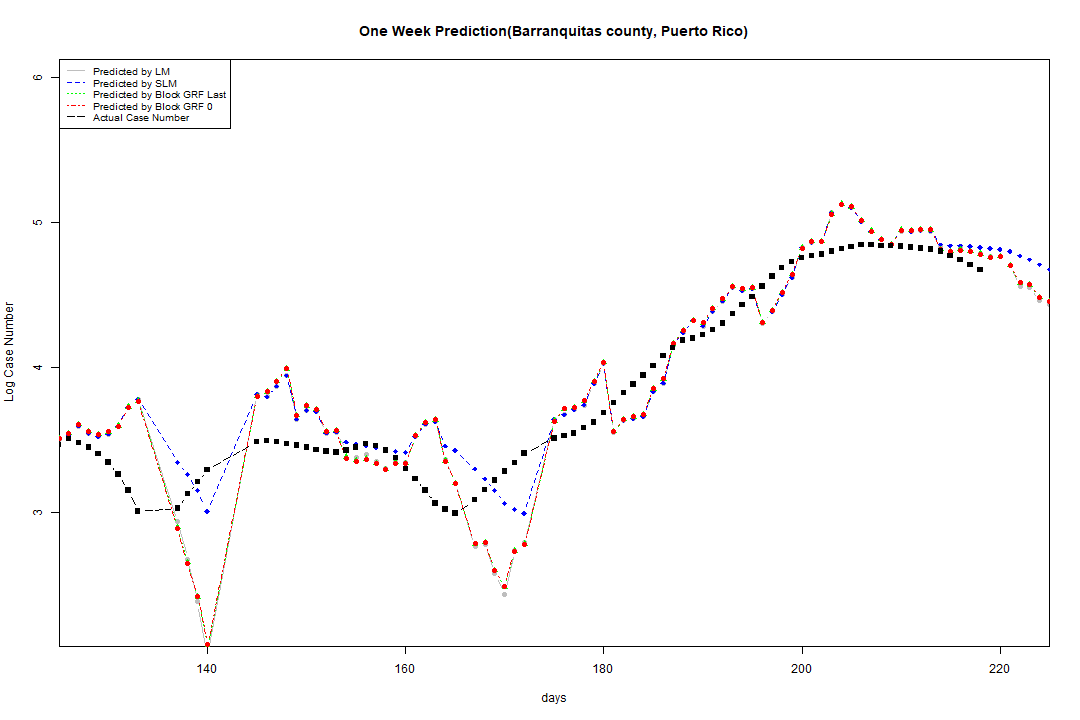 One Week Prediction(Barranquitas county, Puerto Rico)
Predicted by LM
Predicted by SLM
Predicted by Block GRF Last
Predicted by Block GRF 0
Actual Case Number
6
5
4
3
Log Case Number
140 160 180 200 220
days